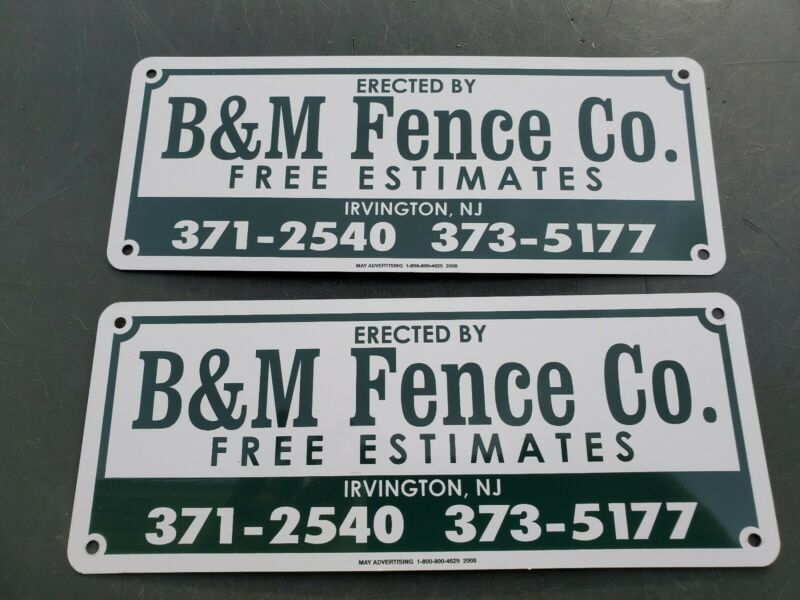 ERECTED BY
B&M Fence Co.
FREE ESTIMATES
IRVINGTON, NJ
371-2540 373-5177
MAY ADVERTISING 1-800-800-4629 2008
ERECTED BY
B&M Fence Co.
FREE ESTIMATES
IRVINGTON, NJ
371-2540 373-5177
MAY ADVERTISING 1-800-800-4629 2008